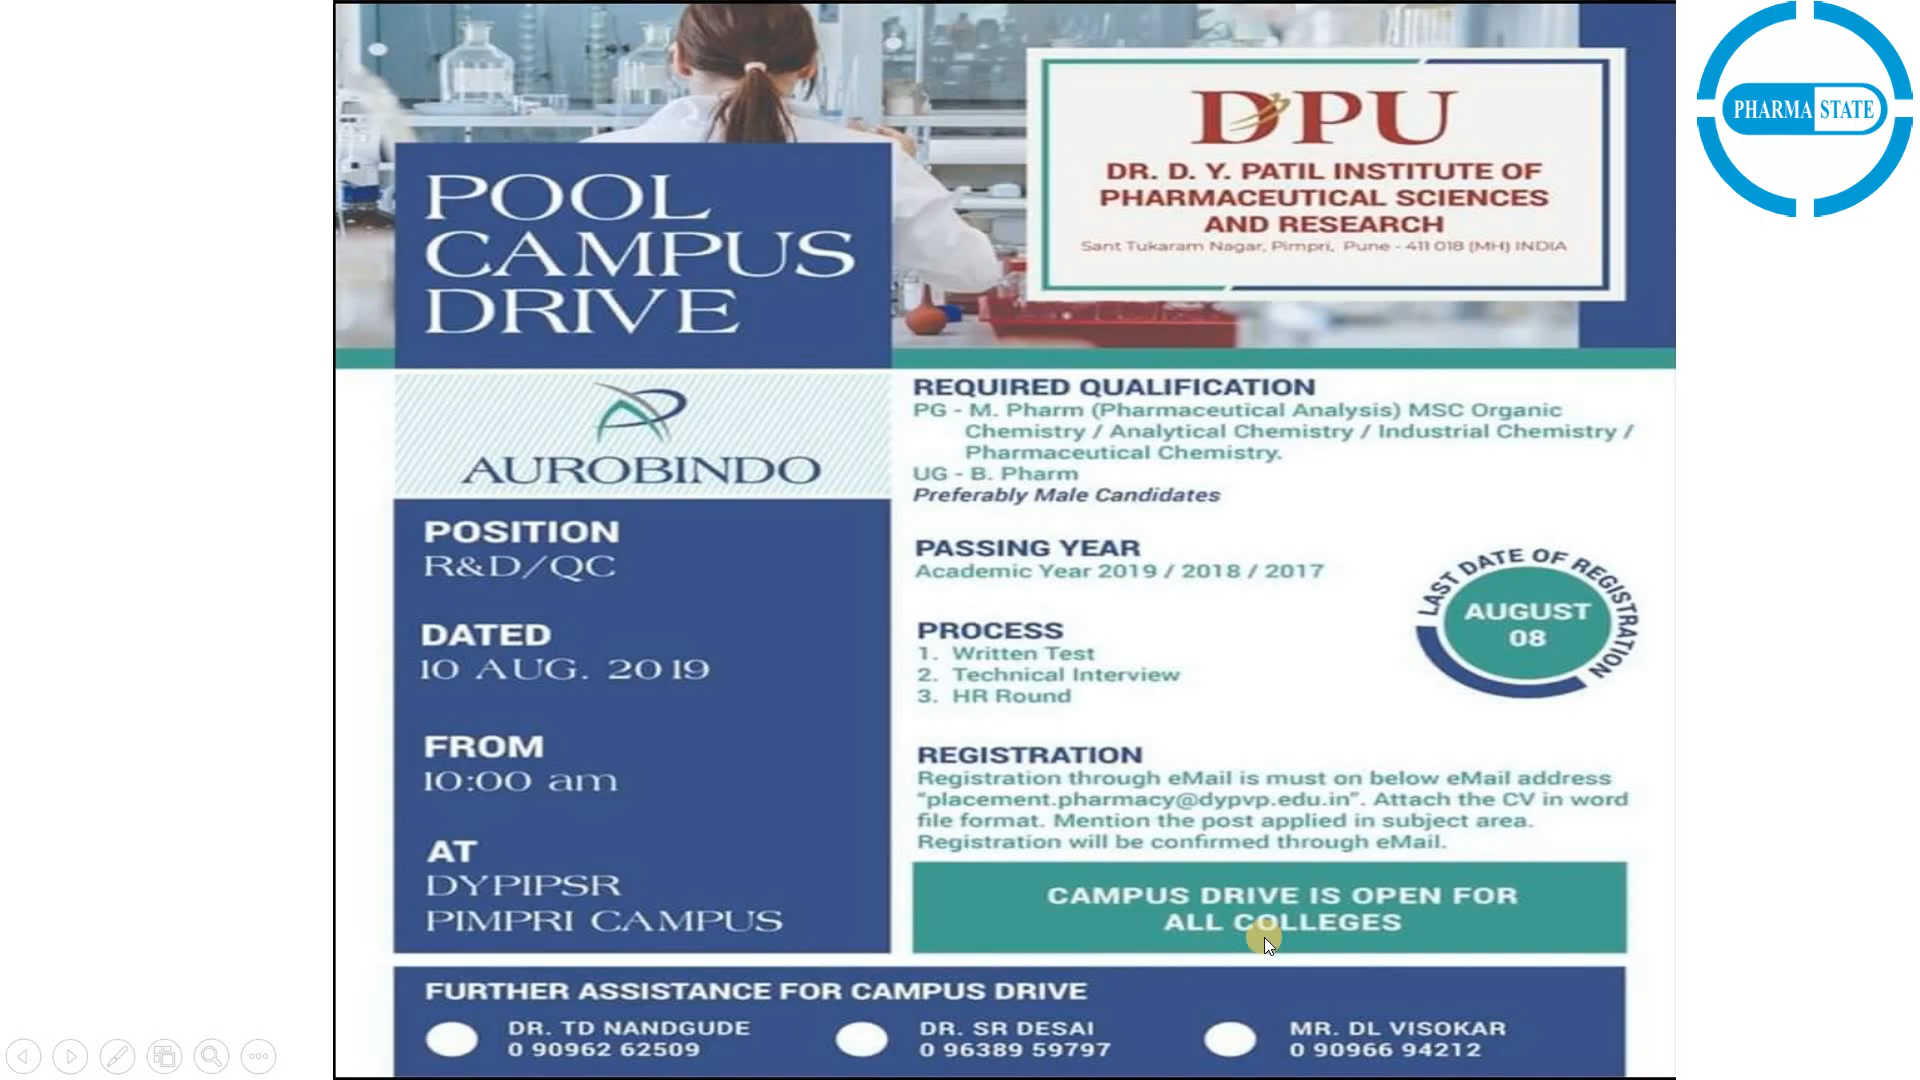 PHARMA STATE
DPU
DR. D. Y. PATIL INSTITUTE OF
PHARMACEUTICAL SCIENCES
AND RESEARCH
Sant Tukaram Nagar, Pimpri, Pune - 411 018 (MH) INDIA
POOL
CAMPUS
DRIVE
AUROBINDO
POSITION
R&D/QC
DATED
10 AUG. 2019
FROM
10:00 am
AT
DYPIPSR
PIMPRI CAMPUS
REQUIRED QUALIFICATION
PG - M. Pharm (Pharmaceutical Analysis) MSC Organic
Chemistry / Analytical Chemistry / Industrial Chemistry /
Pharmaceutical Chemistry.
UG - B. Pharm
Preferably Male Candidates
PASSING YEAR
Academic Year 2019 / 2018 / 2017
PROCESS
1. Written Test
2. Technical Interview
3. HR Round
LAST DATE OF REGISTRATION
AUGUST
08
REGISTRATION
Registration through eMail is must on below eMail address
"placement.pharmacy@dypvp.edu.in". Attach the CV in word
file format. Mention the post applied in subject area.
Registration will be confirmed through eMail.
CAMPUS DRIVE IS OPEN FOR
ALL COLLEGES
FURTHER ASSISTANCE FOR CAMPUS DRIVE
DR. TD NANDGUDE
0 90962 62509
DR. SR DESAI
0 96389 59797
MR. DL VISOKAR
0 90966 94212